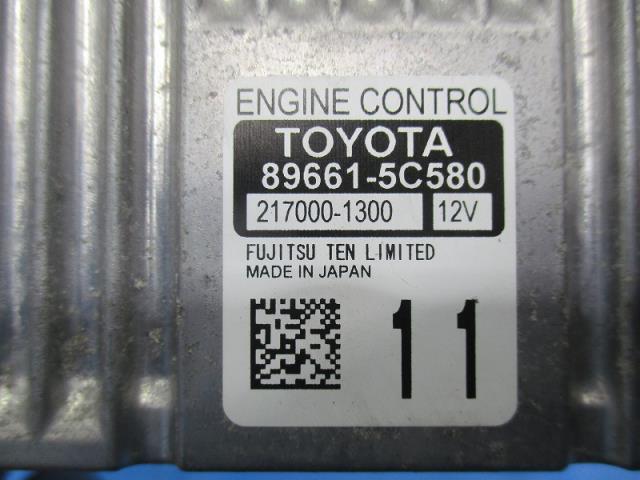 ENGINE CONTROL
TOYOTA
89661-5C580
217000-1300 12V
FUJITSU TEN LIMITED
MADE IN JAPAN
11